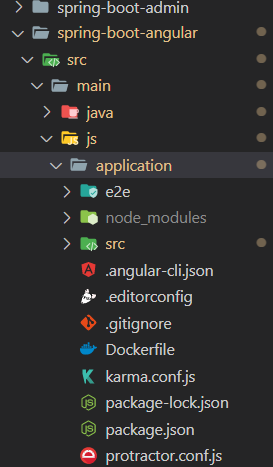 spring-boot-admin
spring-boot-angular
src
main
java
js
application
e2e
node_modules
src
.angular-cli.json
.editorconfig
.gitignore
Dockerfile
karma.conf.js
package-lock.json
package.json
protractor.conf.js